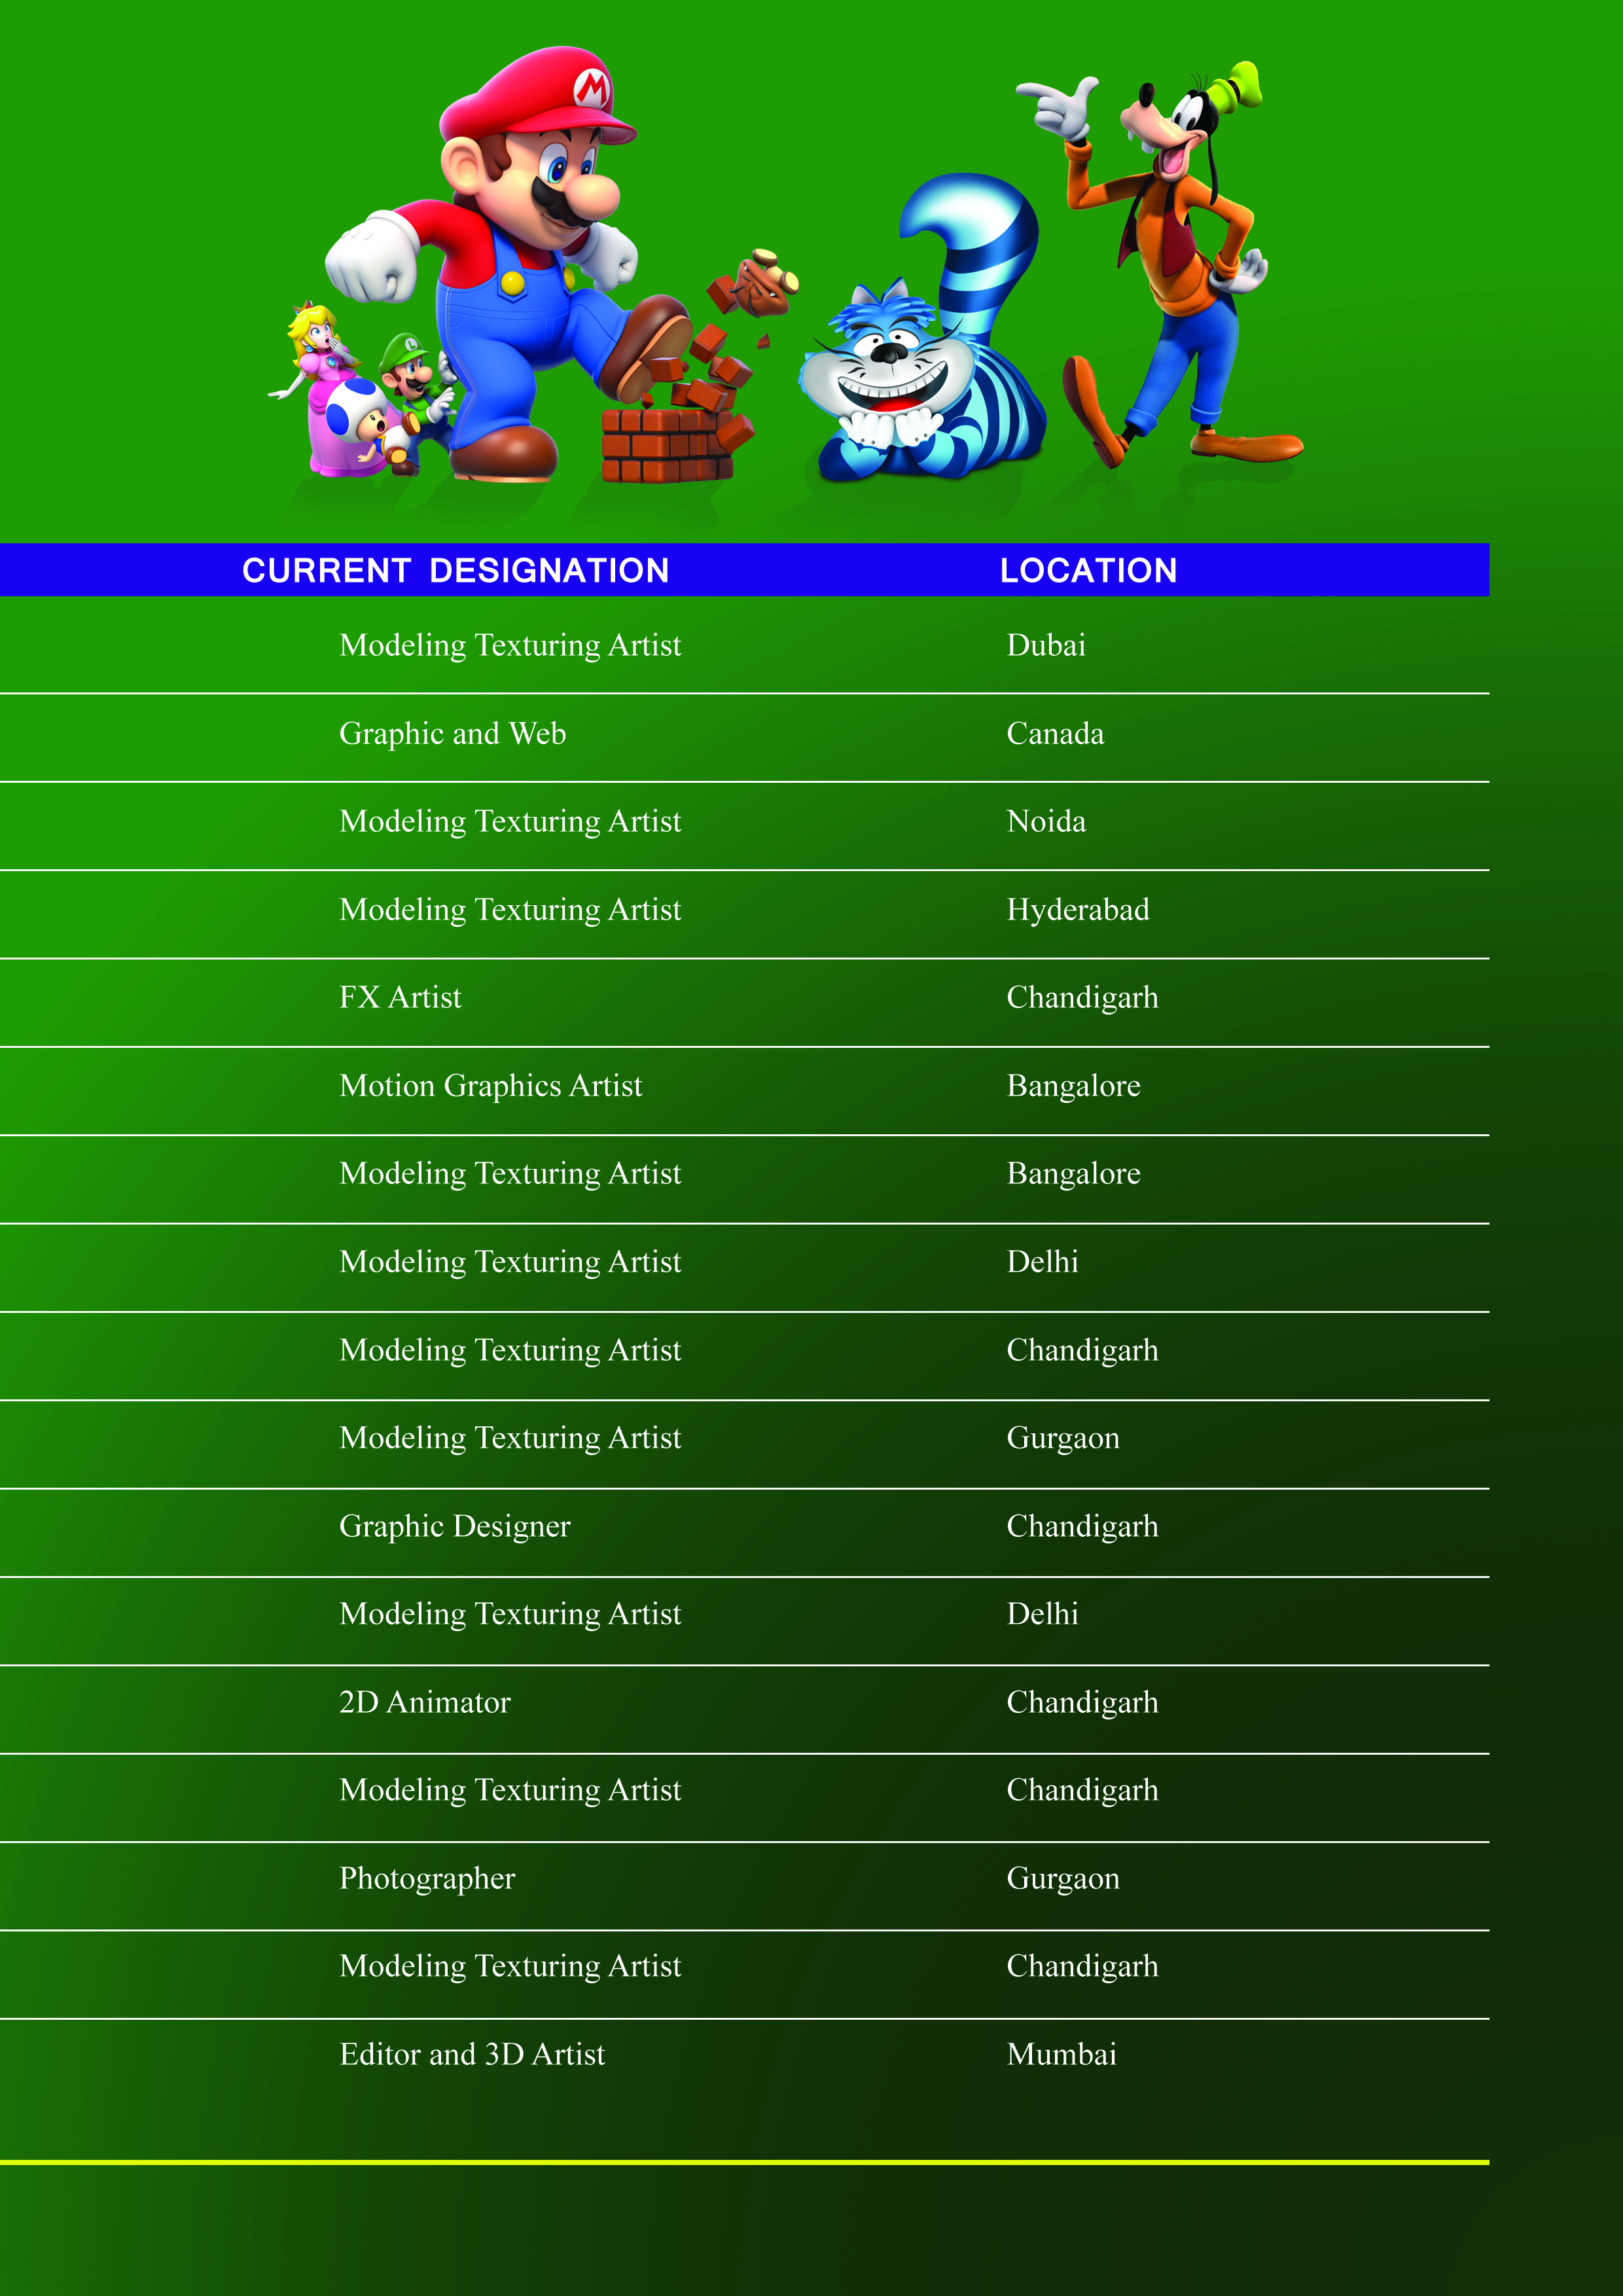 M
L
CURRENT DESIGNATION LOCATION
Modeling Texturing Artist Dubai
Graphic and Web Canada
Modeling Texturing Artist Noida
Modeling Texturing Artist Hyderabad
FX Artist Chandigarh
Motion Graphics Artist Bangalore
Modeling Texturing Artist Bangalore
Modeling Texturing Artist Delhi
Modeling Texturing Artist Chandigarh
Modeling Texturing Artist Gurgaon
Graphic Designer Chandigarh
Modeling Texturing Artist Delhi
2D Animator Chandigarh
Modeling Texturing Artist Chandigarh
Photographer Gurgaon
Modeling Texturing Artist Chandigarh
Editor and 3D Artist Mumbai